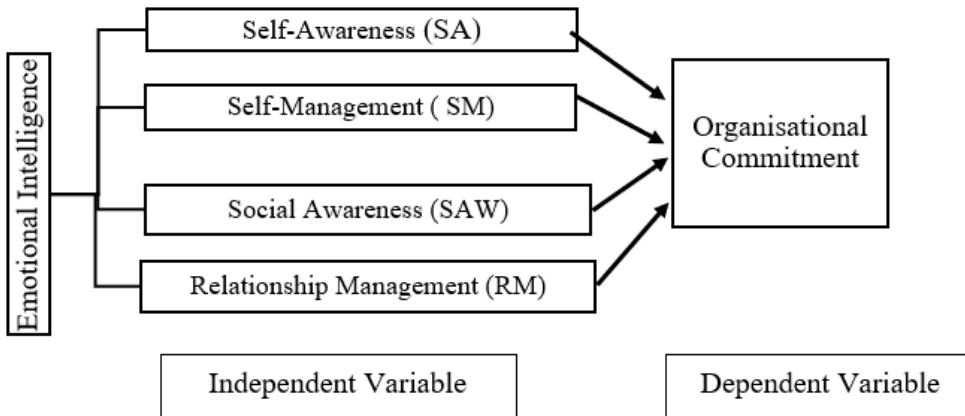 Emotional Intelligence
Self-Awareness (SA)
Self-Management ( SM)
Social Awareness (SAW)
Relationship Management (RM)
Organisational
Commitment
Independent Variable
Dependent Variable